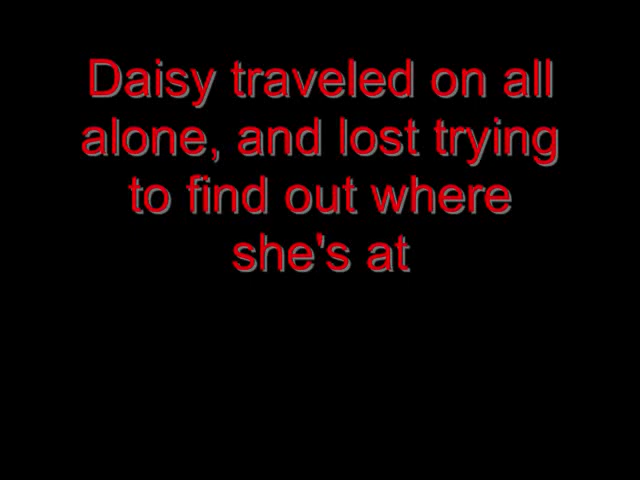 Daisy traveled on all
alone, and lost trying
to find out where
she's at